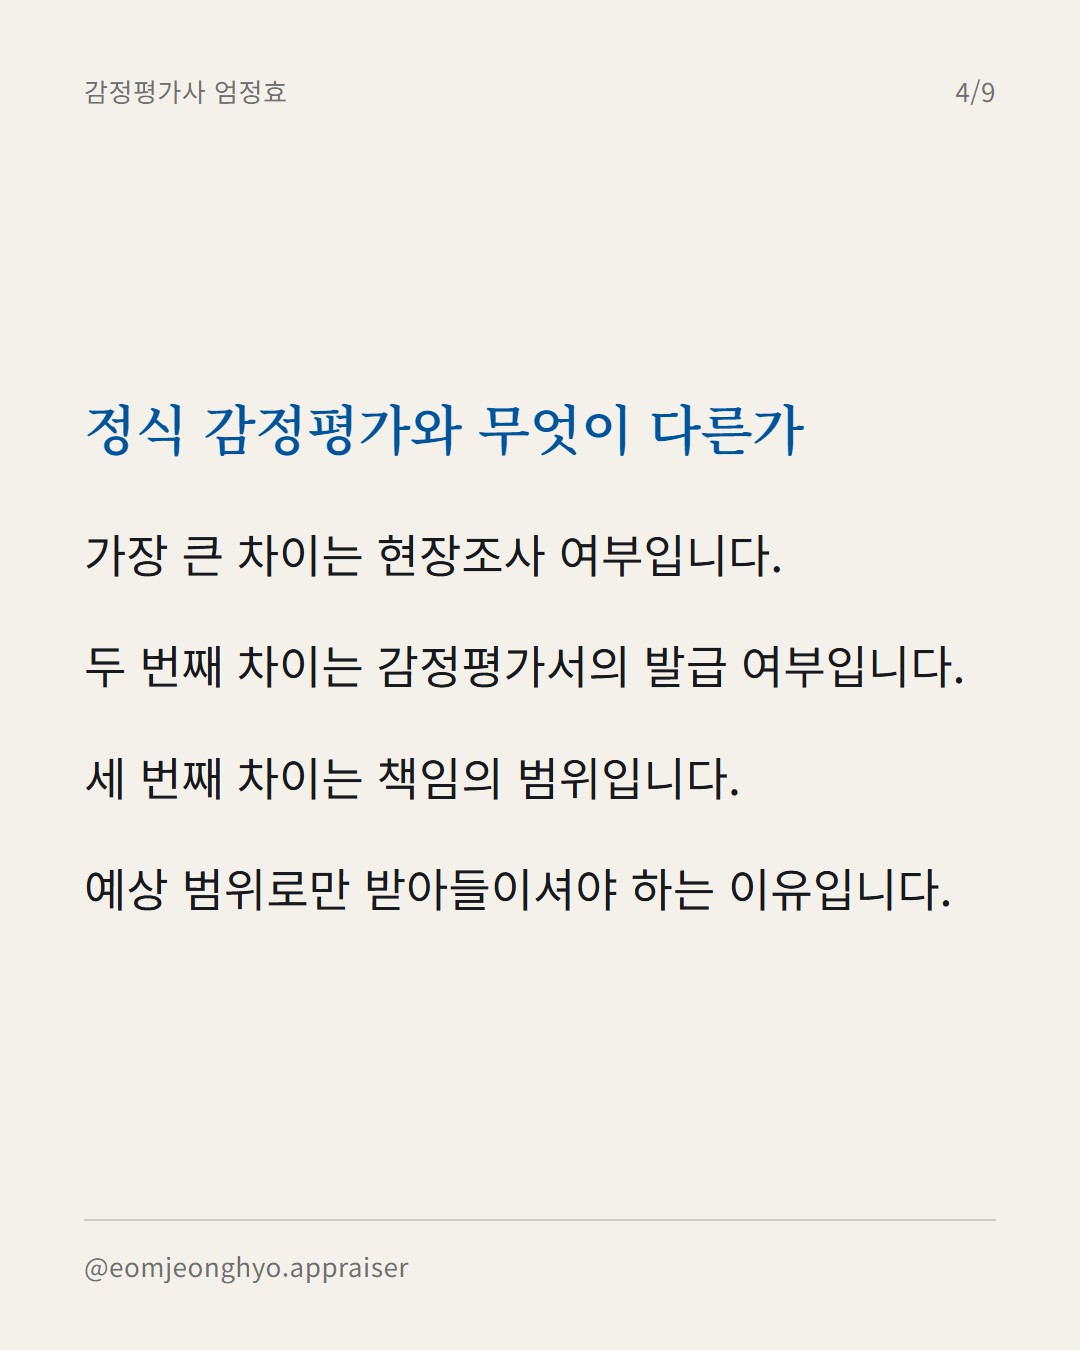 감정평가사 엄정효
4/9
정식 감정평가와 무엇이 다른가
가장 큰 차이는 현장조사 여부입니다.
두 번째 차이는 감정평가서의 발급 여부입니다.
세 번째 차이는 책임의 범위입니다.
예상 범위로만 받아들이셔야 하는 이유입니다.
@eomjeonghyo.appraiser